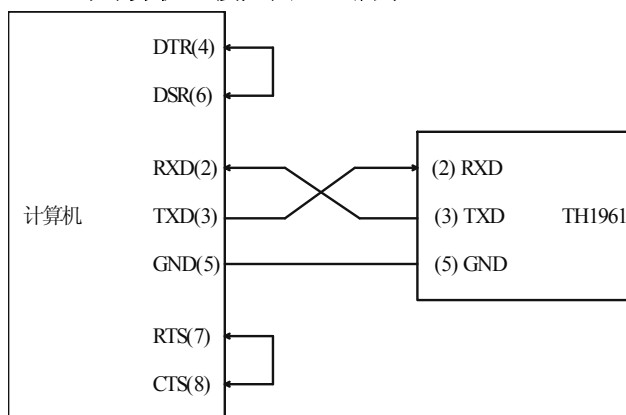 DTR(4)
DSR(6)
RXD(2)
(2) RXD
计算机
TXD(3)
(3) TXD
TH1961
GND(5)
(5) GND
RTS(7)
CTS(8)